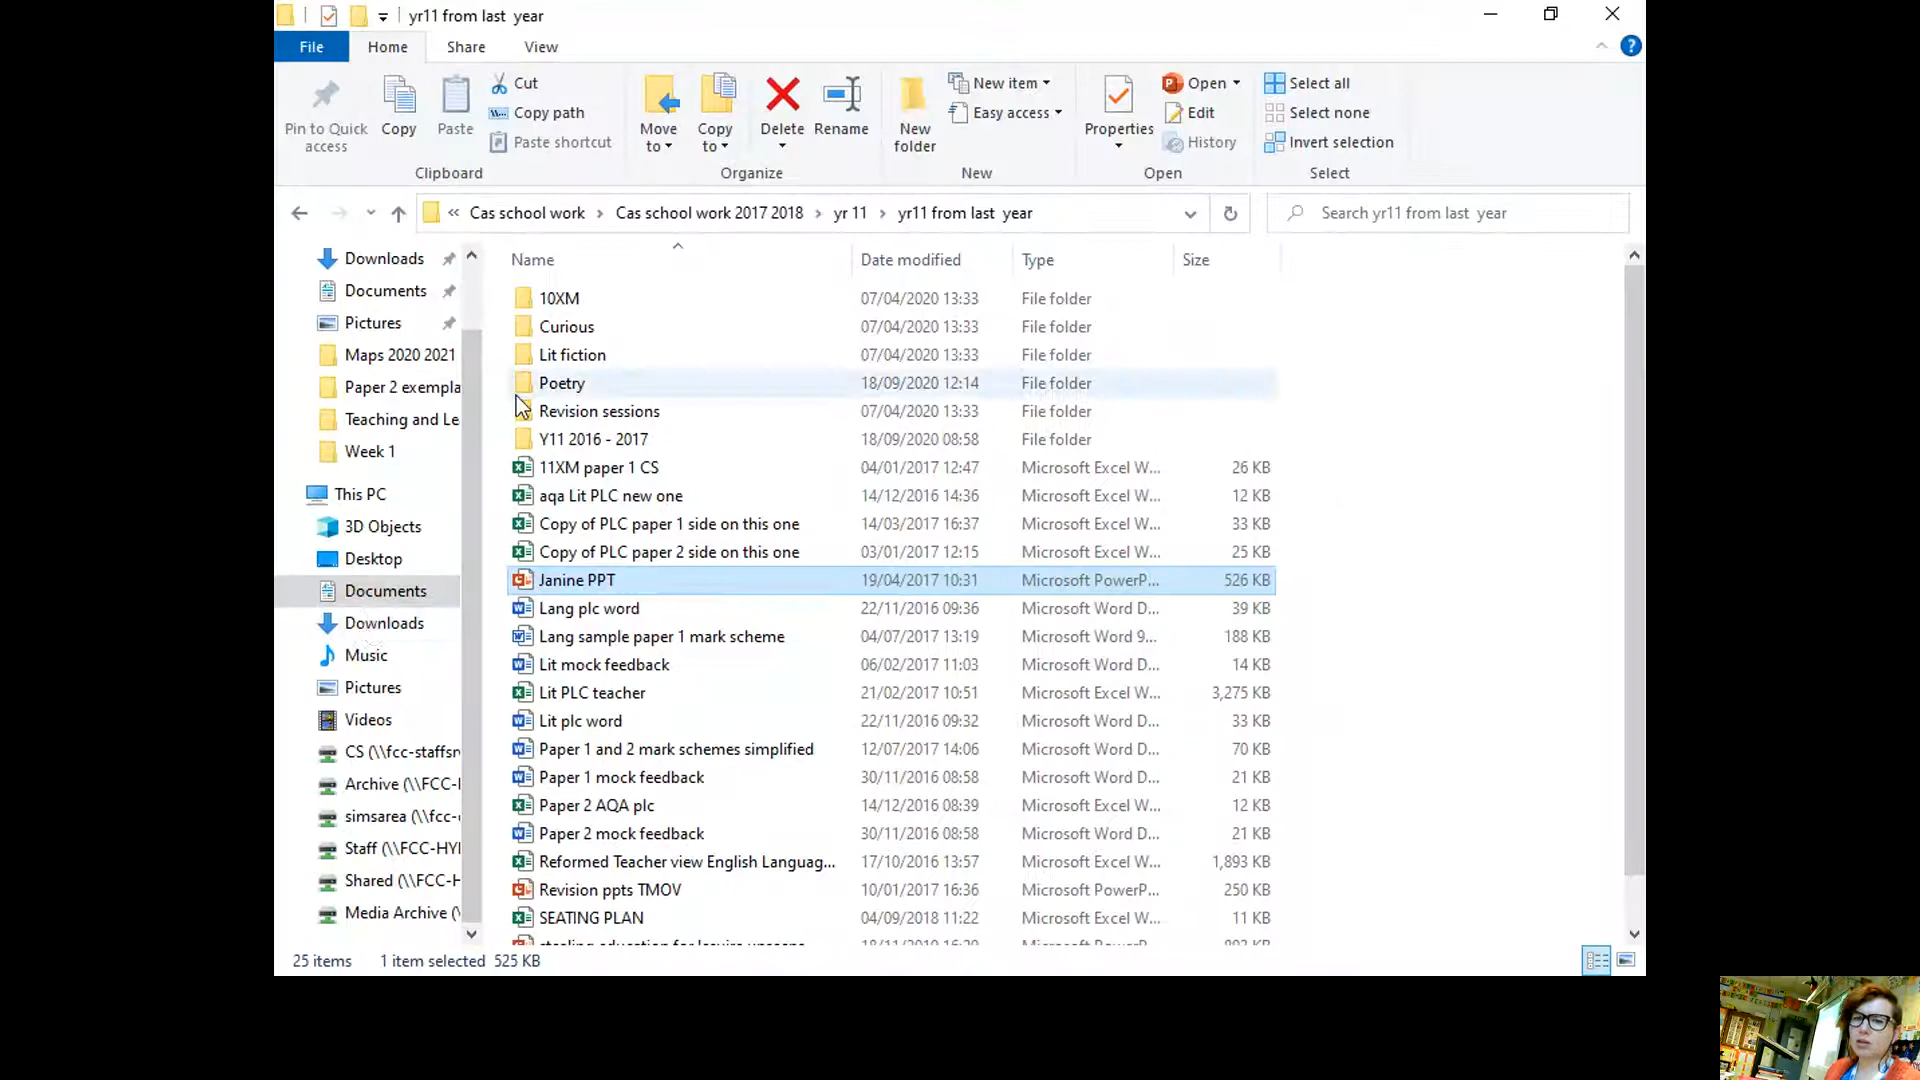 yr11 from last year
File Home Share View
Pin to Quick access
Copy
Paste
Cut
Copy path
Paste shortcut
Clipboard
Move to
Copy to
Delete
Rename
Organize
New folder
New item
Easy access
New
Properties
Open
Edit
History
Open
Select all
Select none
Invert selection
Select
« Cas school work > Cas school work 2017 2018 > yr 11 > yr11 from last year
Search yr11 from last year
Downloads
Documents
Pictures
Maps 2020 2021
Paper 2 exempla
Teaching and Le
Week 1
This PC
3D Objects
Desktop
Documents
Downloads
Music
Pictures
Videos
CS (\\fcc-staffsr
Archive (\\FCC-H
simsarea (\\fcc-
Staff (\\FCC-HY
Shared (\\FCC-H
Media Archive (\
Name Date modified Type Size
10XM 07/04/2020 13:33 File folder
Curious 07/04/2020 13:33 File folder
Lit fiction 07/04/2020 13:33 File folder
Poetry 18/09/2020 12:14 File folder
Revision sessions 07/04/2020 13:33 File folder
Y11 2016 - 2017 18/09/2020 08:58 File folder
11XM paper 1 CS 04/01/2017 12:47 Microsoft Excel W... 26 KB
aqa Lit PLC new one 14/12/2016 14:36 Microsoft Excel W... 12 KB
Copy of PLC paper 1 side on this one 14/03/2017 16:37 Microsoft Excel W... 33 KB
Copy of PLC paper 2 side on this one 03/01/2017 12:15 Microsoft Excel W... 25 KB
Janine PPT 19/04/2017 10:31 Microsoft PowerP... 526 KB
Lang plc word 22/11/2016 09:36 Microsoft Word D... 39 KB
Lang sample paper 1 mark scheme 04/07/2017 13:19 Microsoft Word 9... 188 KB
Lit mock feedback 06/02/2017 11:03 Microsoft Word D... 14 KB
Lit PLC teacher 21/02/2017 10:51 Microsoft Excel W... 3,275 KB
Lit plc word 22/11/2016 09:32 Microsoft Word D... 33 KB
Paper 1 and 2 mark schemes simplified 12/07/2017 14:06 Microsoft Word D... 70 KB
Paper 1 mock feedback 30/11/2016 08:58 Microsoft Word D... 21 KB
Paper 2 AQA plc 14/12/2016 08:39 Microsoft Excel W... 12 KB
Paper 2 mock feedback 30/11/2016 08:58 Microsoft Word D... 21 KB
Reformed Teacher view English Languag... 17/10/2016 13:57 Microsoft Excel W... 1,893 KB
Revision ppts TMOV 10/01/2017 16:36 Microsoft PowerP... 250 KB
SEATING PLAN 04/09/2018 11:22 Microsoft Excel W... 11 KB
25 items 1 item selected 525 KB